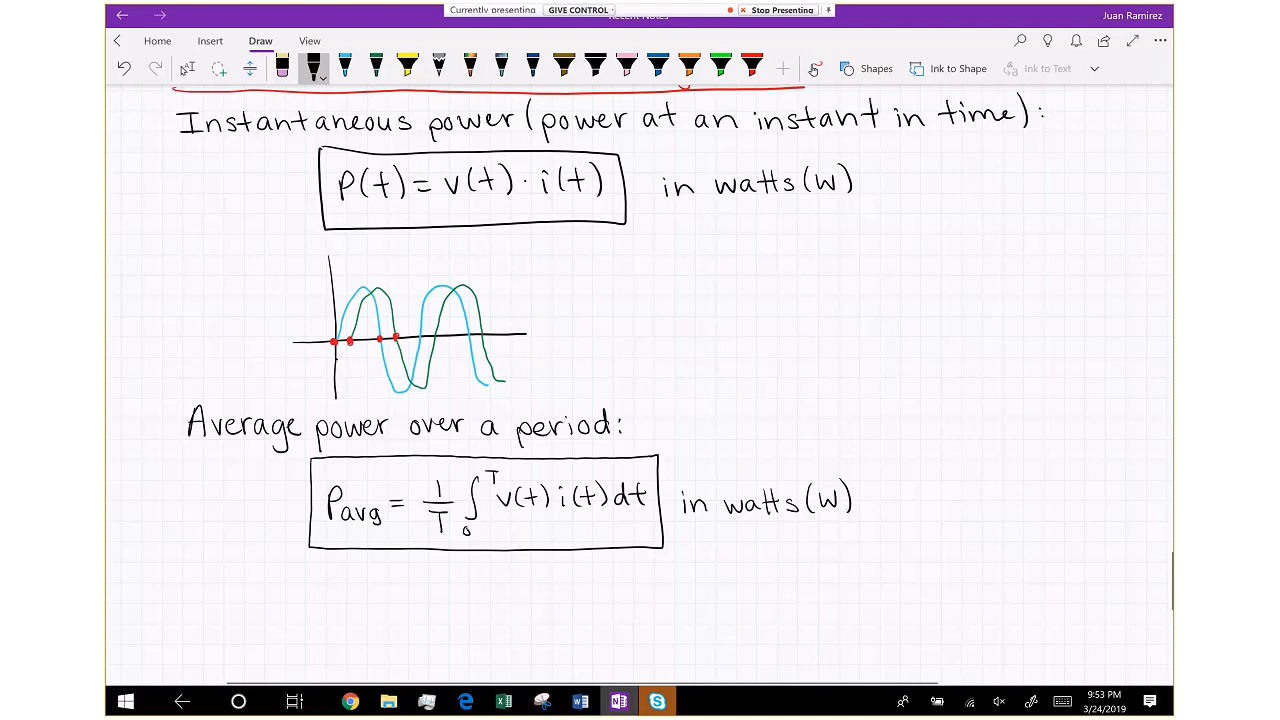 Currently presenting GIVE CONTROL Stop Presenting
Recent Notes
Juan Ramirez
Home Insert Draw View
Shapes Ink to Shape Ink to Text
Instantaneous power (power at an instant in time):
P(t) = v(t) · i(t) in watts (W)
Average power over a period:
Pavg = 1/T ∫₀ᵀ v(t) i(t) dt in watts (W)
9:53 PM
3/24/2019